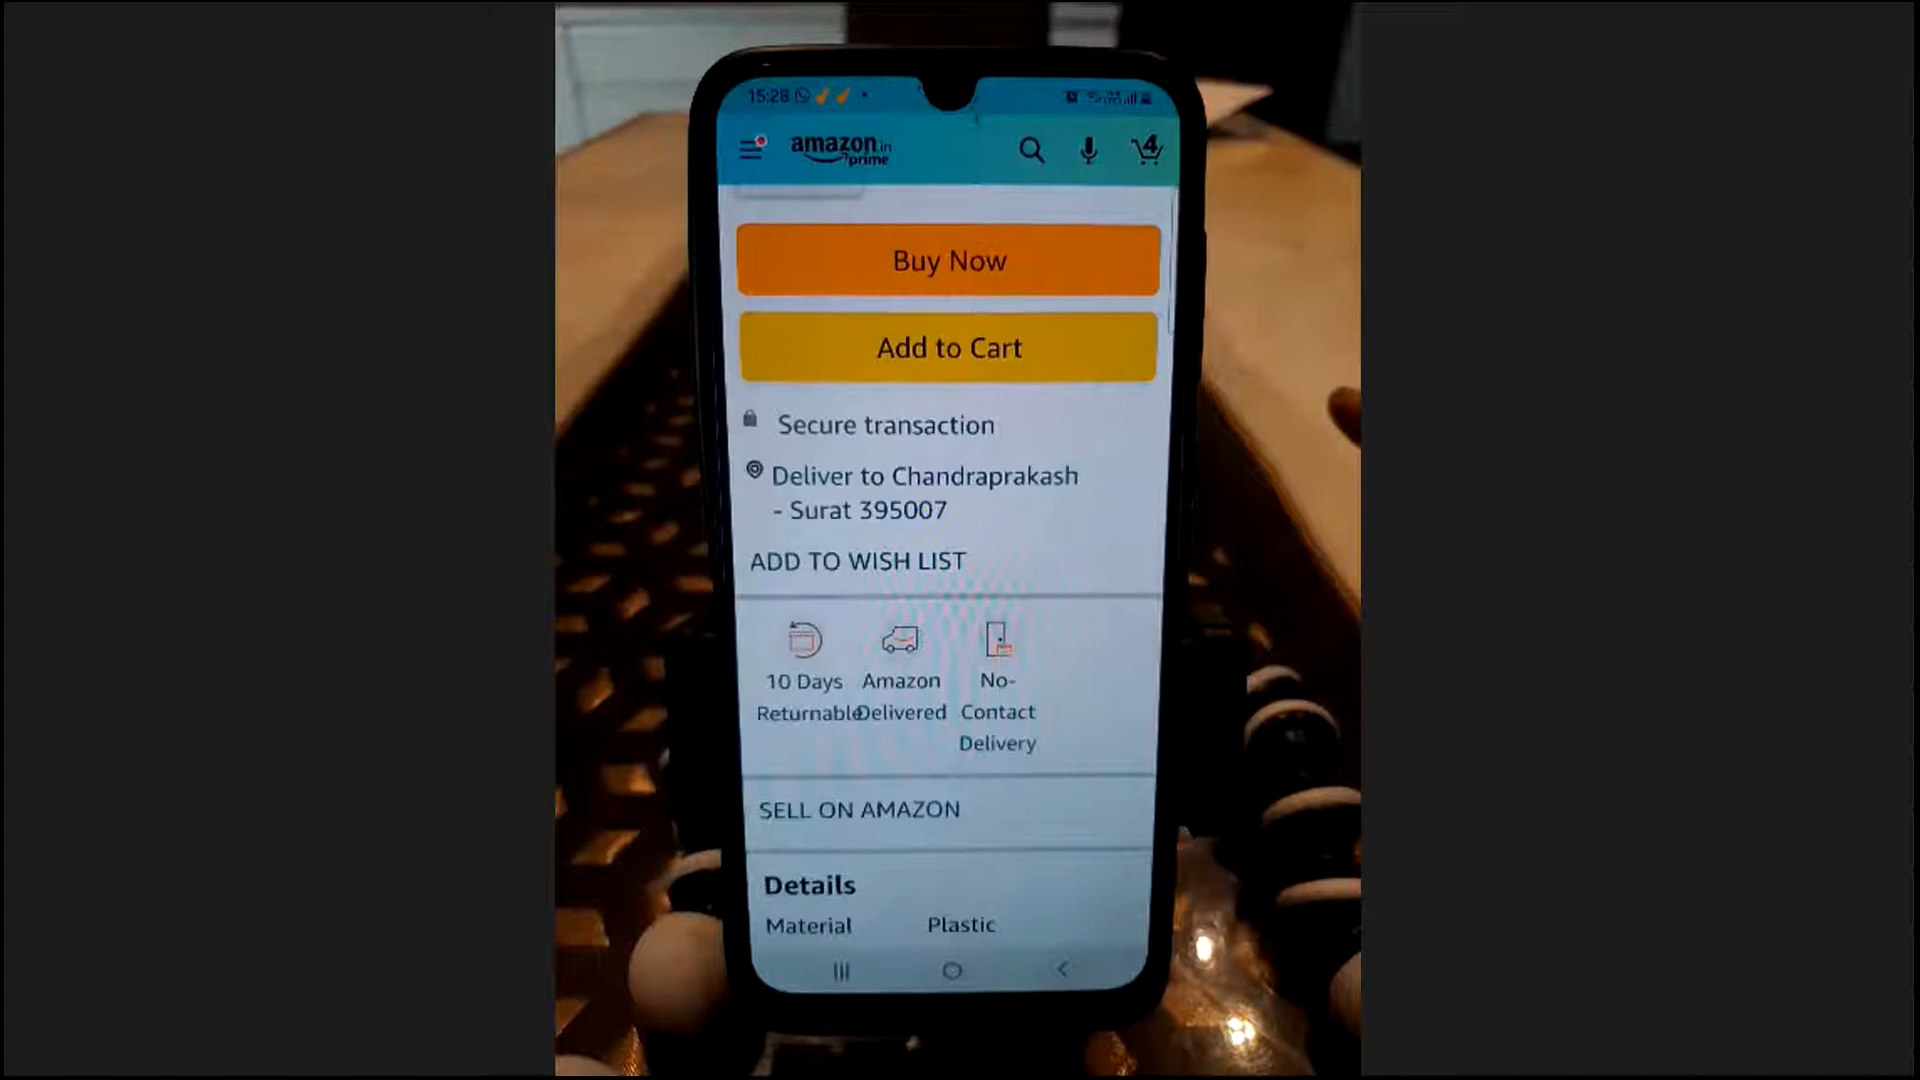 15:28
amazon.in
prime
4
Buy Now
Add to Cart
Secure transaction
Deliver to Chandraprakash
- Surat 395007
ADD TO WISH LIST
10 Days
Returnable
Amazon
Delivered
No-
Contact
Delivery
SELL ON AMAZON
Details
Material Plastic